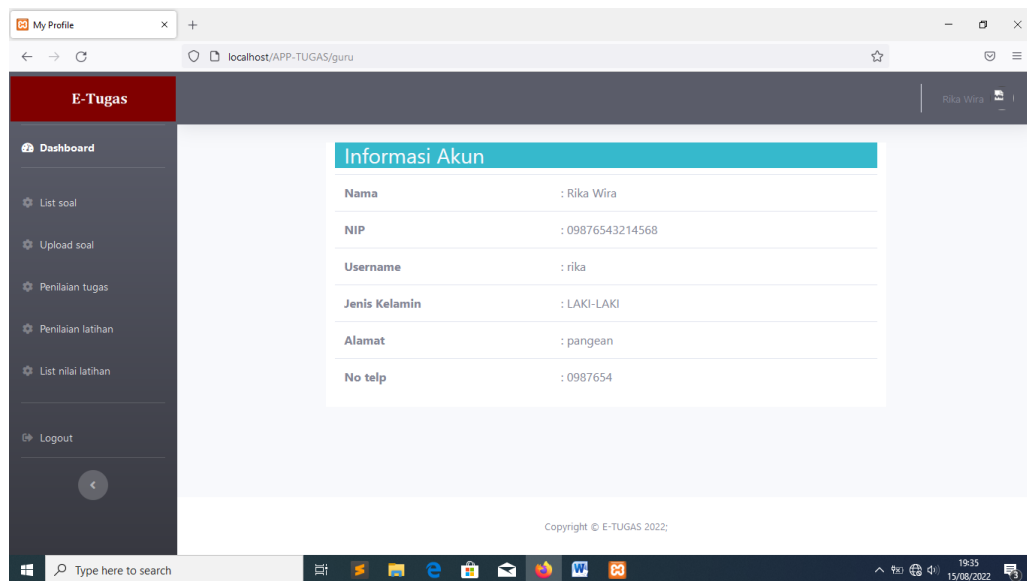 My Profile
localhost/APP-TUGAS/guru
E-Tugas
Rika Wira
Dashboard
List soal
Upload soal
Penilaian tugas
Penilaian latihan
List nilai latihan
Logout
Informasi Akun
Nama : Rika Wira
NIP : 09876543214568
Username : rika
Jenis Kelamin : LAKI-LAKI
Alamat : pangean
No telp : 0987654
Copyright © E-TUGAS 2022;
Type here to search
19:35
15/08/2022